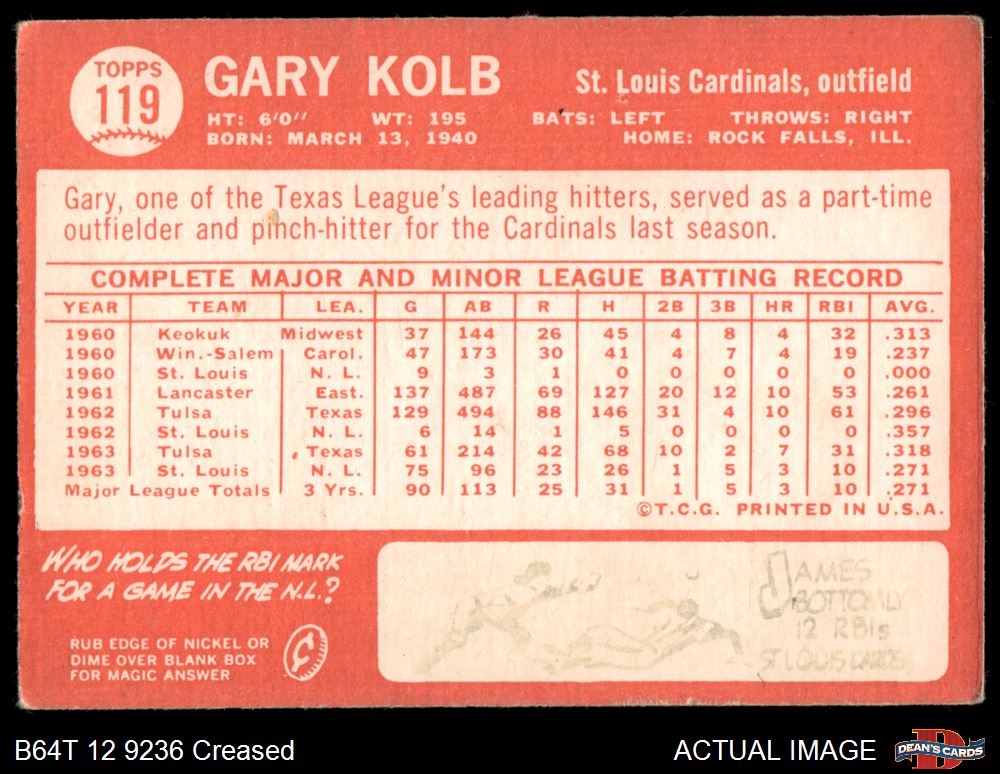 TOPPS
119
GARY KOLB
St. Louis Cardinals, outfield
HT: 6'0" WT: 195 BATS: LEFT THROWS: RIGHT
BORN: MARCH 13, 1940 HOME: ROCK FALLS, ILL.
Gary, one of the Texas League's leading hitters, served as a part-time
outfielder and pinch-hitter for the Cardinals last season.
COMPLETE MAJOR AND MINOR LEAGUE BATTING RECORD
YEAR TEAM LEA. G AB R H 2B 3B HR RBI AVG.
1960 Keokuk Midwest 37 144 26 45 4 8 4 32 .313
1960 Win.-Salem Carol. 47 173 30 41 4 7 4 19 .237
1960 St. Louis N. L. 9 3 1 0 0 0 0 0 .000
1961 Lancaster East. 137 487 69 127 20 12 10 53 .261
1962 Tulsa Texas 129 494 88 146 31 4 10 61 .296
1962 St. Louis N. L. 6 14 1 5 0 0 0 0 .357
1963 Tulsa Texas 61 214 42 68 10 2 7 31 .318
1963 St. Louis N. L. 75 96 23 26 1 5 3 10 .271
Major League Totals 3 Yrs. 90 113 25 31 1 5 3 10 .271
©T.C.G. PRINTED IN U.S.A.
WHO HOLDS THE RBI MARK
FOR A GAME IN THE N.L.?
RUB EDGE OF NICKEL OR
DIME OVER BLANK BOX
FOR MAGIC ANSWER
JAMES
BOTTOMLY
12 RBIs
ST. LOUIS CARDS
B64T 12 9236 Creased
ACTUAL IMAGE
DEAN'S CARDS